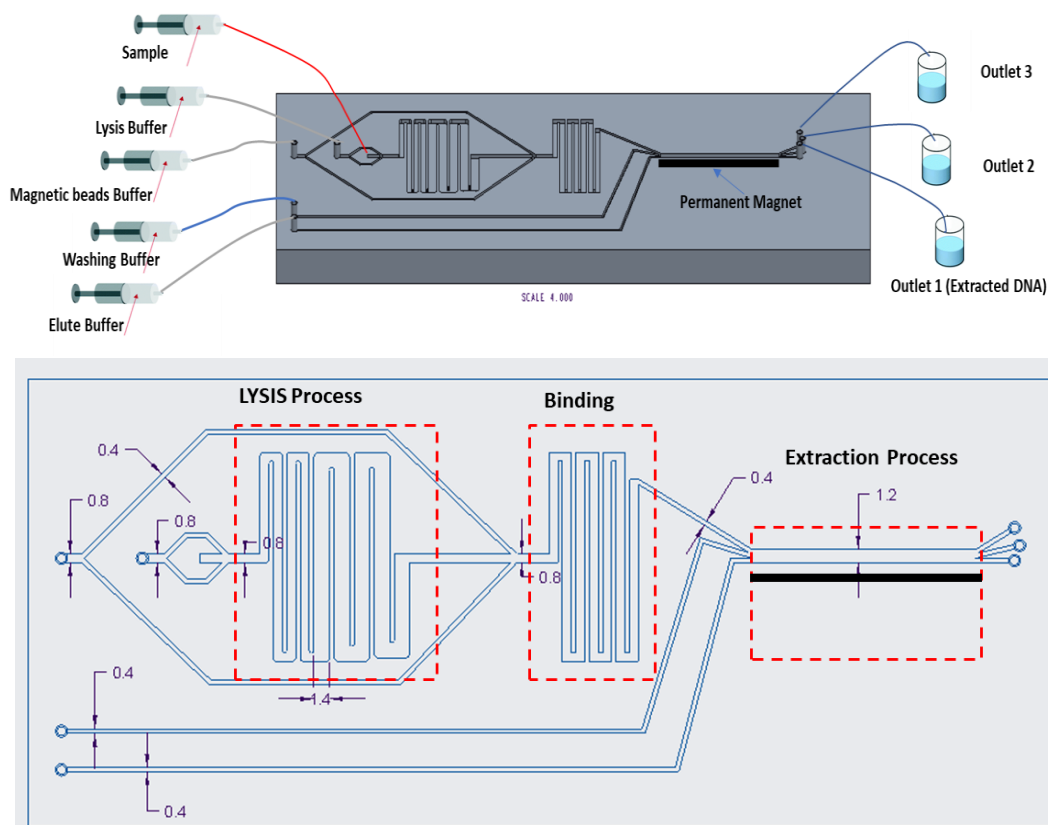 Sample
Lysis Buffer
Magnetic beads Buffer
Washing Buffer
Elute Buffer
Permanent Magnet
Outlet 3
Outlet 2
Outlet 1 (Extracted DNA)
SCALE 4.000
LYSIS Process
Binding
Extraction Process
0.4
0.8
0.8
0.8
0.8
0.4
1.2
1.4
0.4
0.4